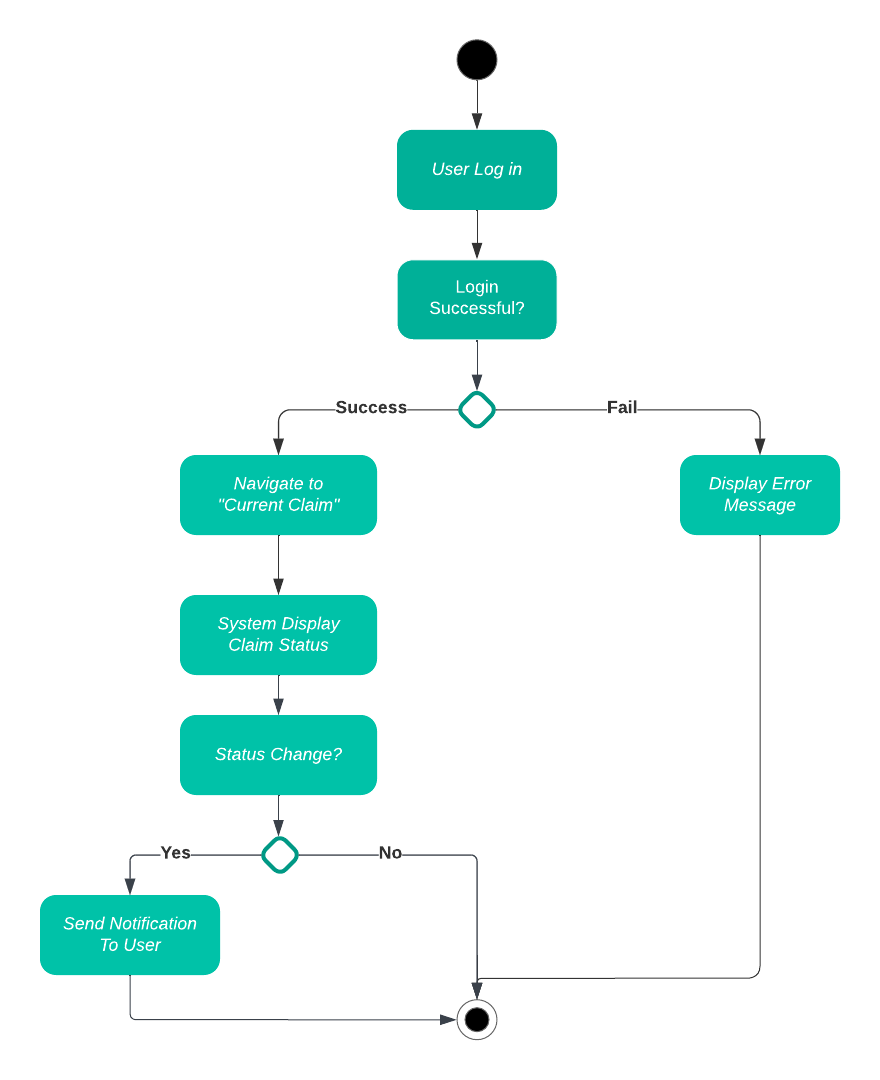 User Log in
Login
Successful?
Success
Fail
Navigate to
"Current Claim"
Display Error
Message
System Display
Claim Status
Status Change?
Yes
No
Send Notification
To User